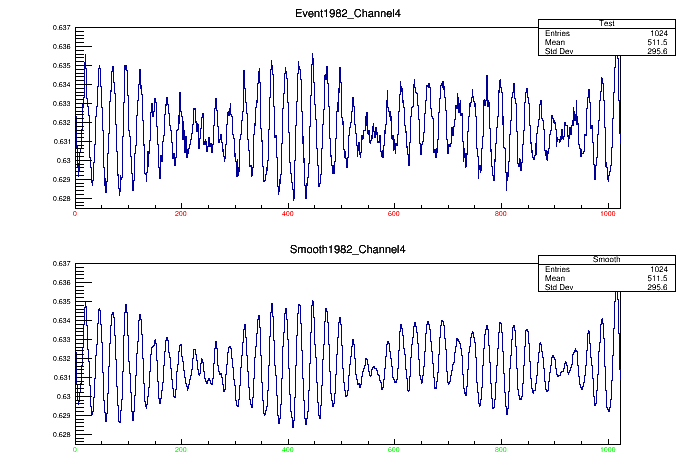 Event1982_Channel4
Test
Entries 1024
Mean 511.5
Std Dev 295.6
0.637
0.636
0.635
0.634
0.633
0.632
0.631
0.63
0.629
0.628
0 200 400 600 800 1000
Smooth1982_Channel4
Smooth
Entries 1024
Mean 511.5
Std Dev 295.6
0.637
0.636
0.635
0.634
0.633
0.632
0.631
0.63
0.629
0.628
0 200 400 600 800 1000